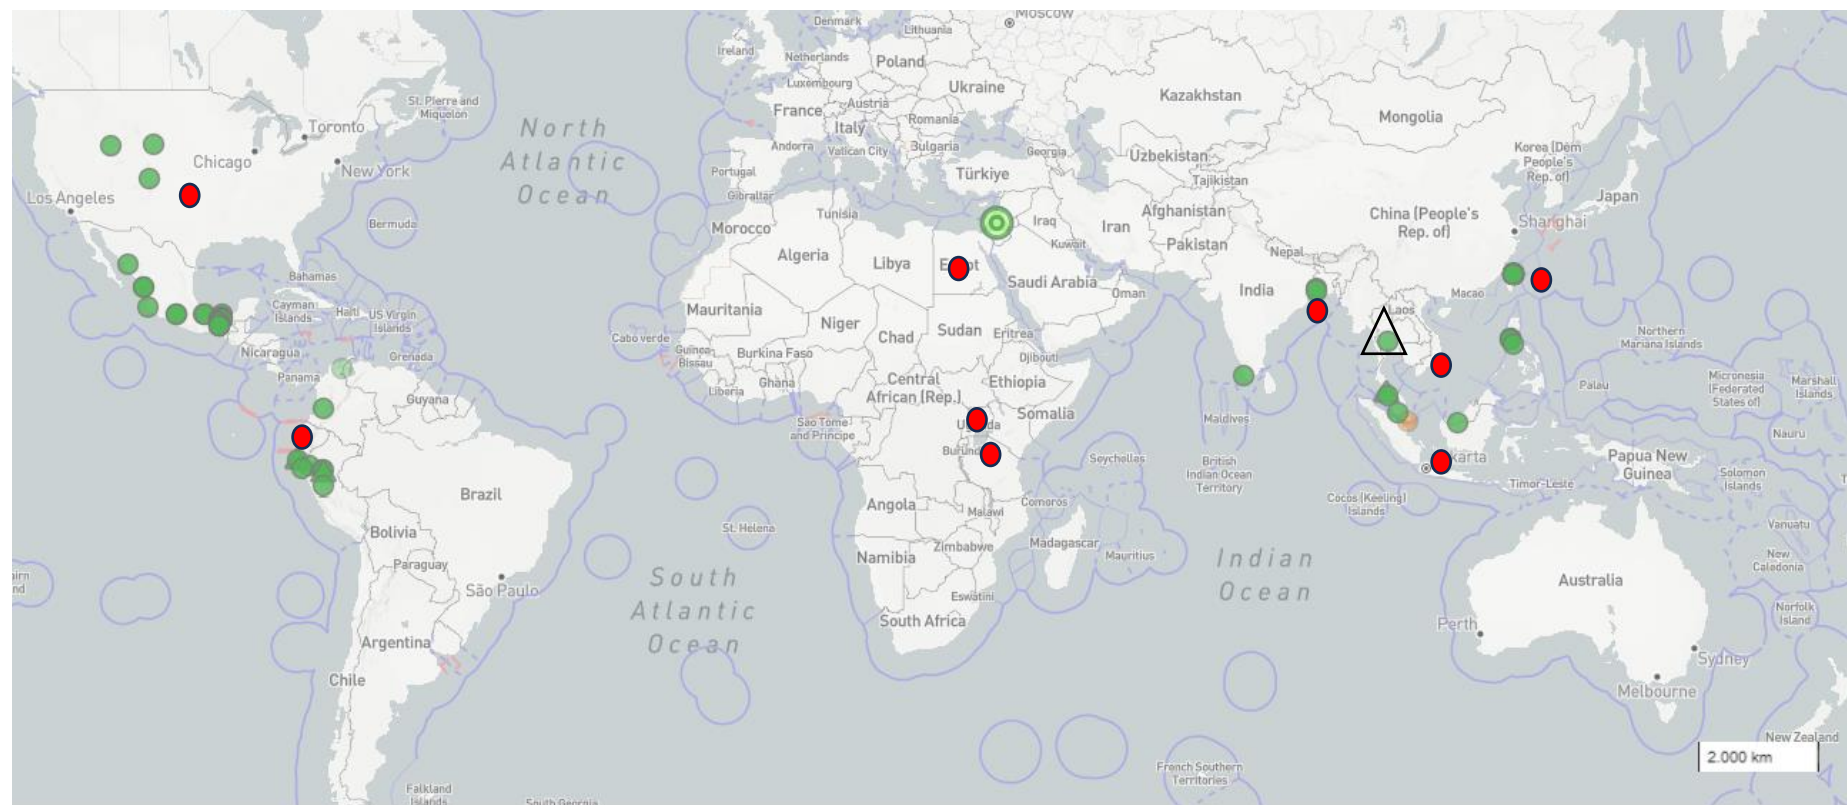 Moscow
Denmark
Lithuania
Ireland
Netherlands
Poland
Luxembourg
Ukraine
Kazakhstan
St. Pierre and
Miquelon
France
Austria
Mongolia
Toronto
North
Atlantic
Ocean
Italy
Romania
Andorra
Vatican City
Bulgaria
Georgia
Uzbekistan
Korea (Dem
People's
Rep. of)
Chicago
New York
Portugal
Türkiye
Tajikistan
Los Angeles
Gibraltar
Japan
Bermuda
Tunisia
Morocco
Iraq
Iran
Afghanistan
China (People's
Rep. of)
Shanghai
Algeria
Libya
Kuwait
Pakistan
Nepal
Bahamas
Saudi Arabia
Oman
India
Macao
Cayman
Islands
Haiti
US Virgin
Islands
Mauritania
Niger
Chad
Sudan
Eritrea
Laos
Northern
Mariana Islands
Cabo verde
Nicaragua
Grenada
Guinea-
Bissau
Burkina Faso
Djibouti
Panama
Liberia
Ghana
Central
African (Rep.)
Ethiopia
Palau
Micronesia
(Federated
States of)
Marshall
Islands
Guyana
Somalia
Maldives
Sao Tome
and Principe
Nauru
Seychelles
British
Indian Ocean
Territory
Papua New
Guinea
Solomon
Islands
Brazil
Timor-Leste
Angola
Comoros
Cocos (Keeling)
Islands
Malawi
St. Helena
Vanuatu
Bolivia
Zimbabwe
Madagascar
Mauritius
Namibia
Indian
Ocean
New
Caledonia
Paraguay
South
Atlantic
Ocean
Australia
São Paulo
Eswatini
Norfolk
Island
South Africa
Perth
Argentina
Sydney
Chile
Melbourne
New Zealand
2.000 km
French Southern
Territories
Falkland
Islands
South Georgia